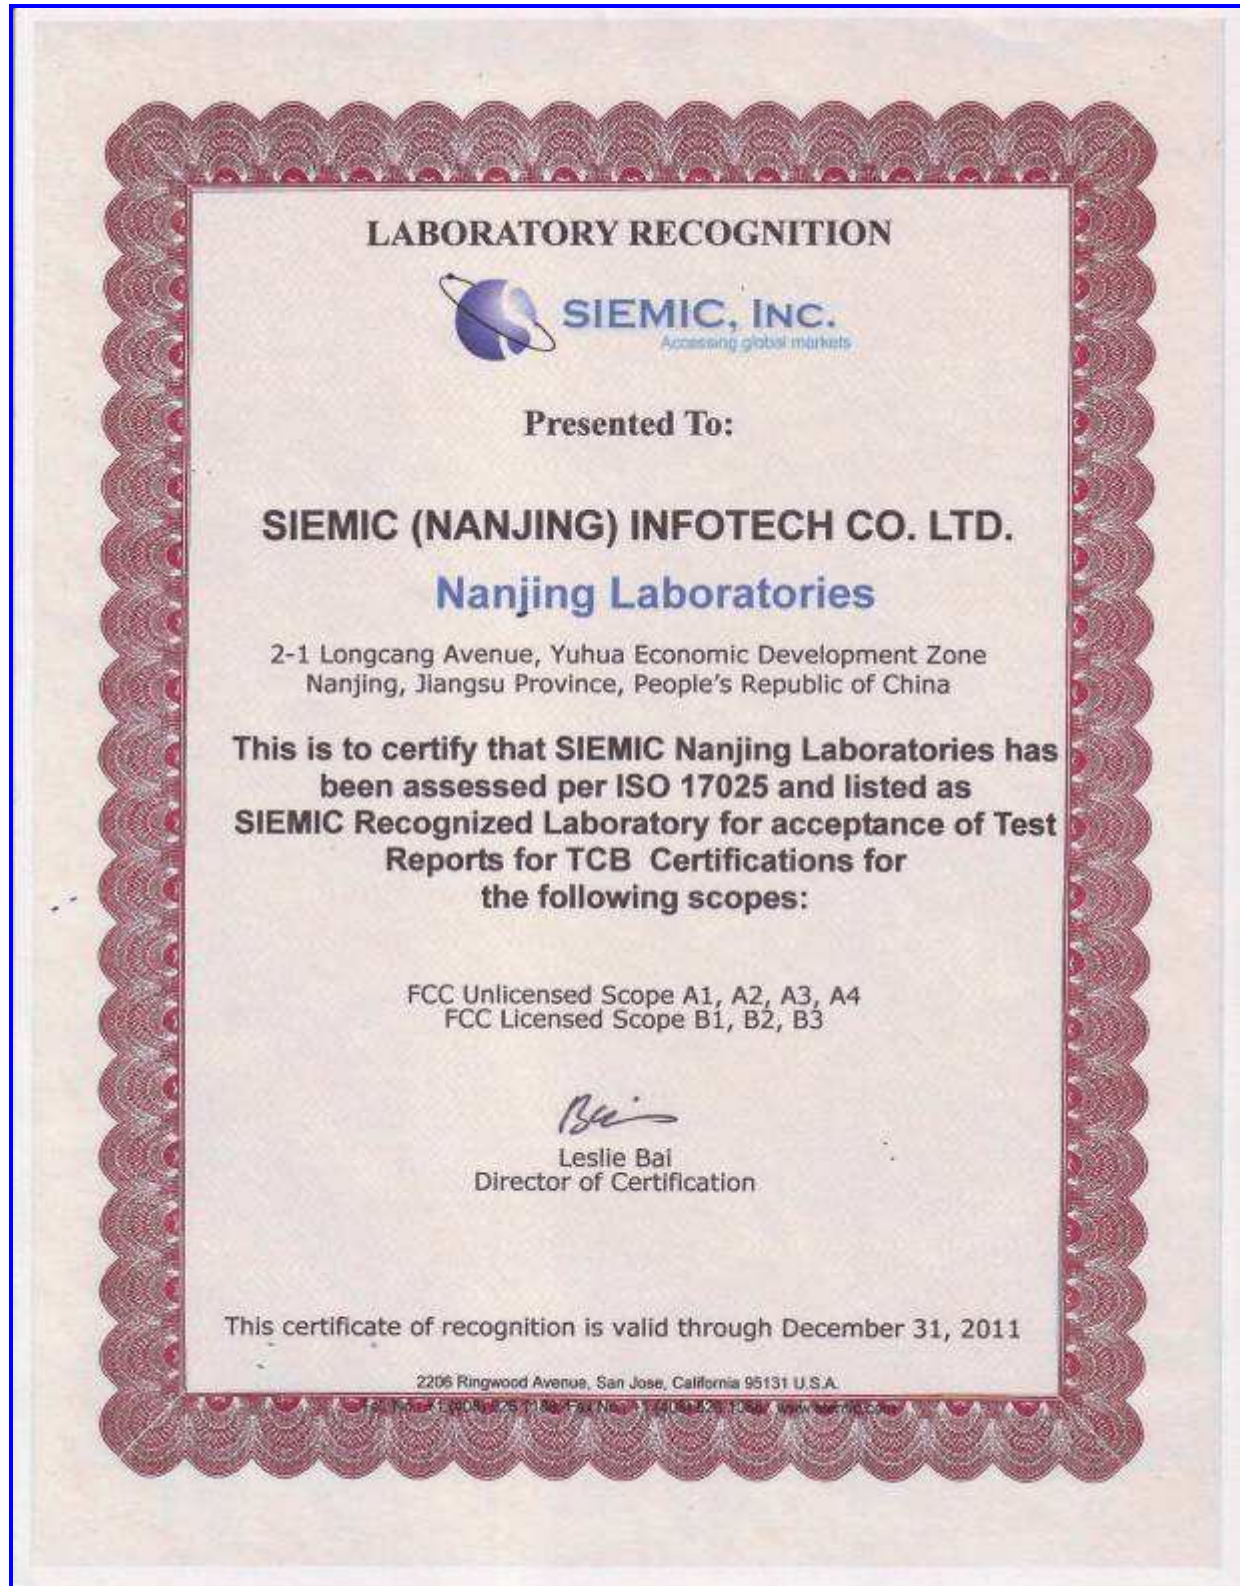 LABORATORY RECOGNITION
SIEMIC, INC.
Accessing global markets
Presented To:
SIEMIC (NANJING) INFOTECH CO. LTD.
Nanjing Laboratories
2-1 Longcang Avenue, Yuhua Economic Development Zone
Nanjing, Jiangsu Province, People's Republic of China
This is to certify that SIEMIC Nanjing Laboratories has
been assessed per ISO 17025 and listed as
SIEMIC Recognized Laboratory for acceptance of Test
Reports for TCB Certifications for
the following scopes:
FCC Unlicensed Scope A1, A2, A3, A4
FCC Licensed Scope B1, B2, B3
Leslie Bai
Director of Certification
This certificate of recognition is valid through December 31, 2011
2206 Ringwood Avenue, San Jose, California 95131 U.S.A.